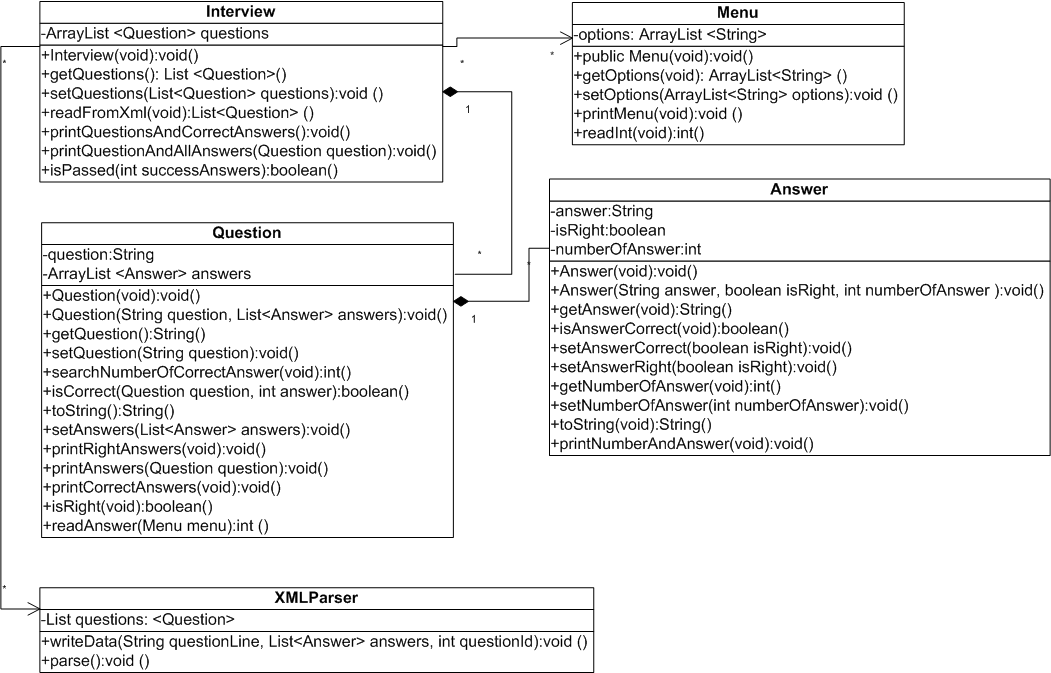 Interview
-ArrayList <Question> questions
+Interview(void):void()
+getQuestions(): List <Question>()
+setQuestions(List<Question> questions):void ()
+readFromXml(void):List<Question> ()
+printQuestionsAndCorrectAnswers():void()
+printQuestionAndAllAnswers(Question question):void()
+isPassed(int successAnswers):boolean()
*
*
*
1
Menu
-options: ArrayList <String>
+public Menu(void):void()
+getOptions(void): ArrayList<String> ()
+setOptions(ArrayList<String> options):void ()
+printMenu(void):void ()
+readInt(void):int()
Question
-question:String
-ArrayList <Answer> answers
+Question(void):void()
+Question(String question, List<Answer> answers):void()
+getQuestion():String()
+setQuestion(String question):void()
+searchNumberOfCorrectAnswer(void):int()
+isCorrect(Question question, int answer):boolean()
+toString():String()
+setAnswers(List<Answer> answers):void()
+printRightAnswers(void):void()
+printAnswers(Question question):void()
+printCorrectAnswers(void):void()
+isRight(void):boolean()
+readAnswer(Menu menu):int ()
*
*
1
Answer
-answer:String
-isRight:boolean
-numberOfAnswer:int
+Answer(void):void()
+Answer(String answer, boolean isRight, int numberOfAnswer ):void()
+getAnswer(void):String()
+isAnswerCorrect(void):boolean()
+setAnswerCorrect(boolean isRight):void()
+setAnswerRight(boolean isRight):void()
+getNumberOfAnswer(void):int()
+setNumberOfAnswer(int numberOfAnswer):void()
+toString(void):String()
+printNumberAndAnswer(void):void()
*
XMLParser
-List questions: <Question>
+writeData(String questionLine, List<Answer> answers, int questionId):void ()
+parse():void ()